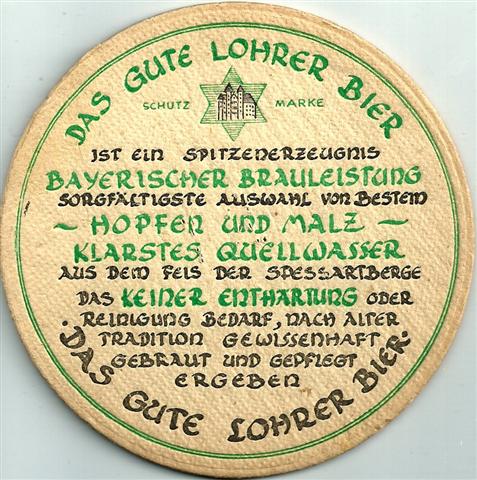 DAS GUTE LOHRER BIER
SCHUTZ MARKE
IST EIN SPITZENERZEUGNIS
BAYERISCHER BRAULEISTUNG
SORGFÄLTIGSTE AUSWAHL VON BESTEM
~ HOPFEN UND MALZ ~
KLARSTES QUELLWASSER
AUS DEM FELS DER SPESSARTBERGE
DAS KEINER ENTHÄRTUNG ODER
REINIGUNG BEDARF, NACH ALTER
TRADITION GEWISSENHAFT
GEBRAUT UND GEPFLEGT
ERGEBEN
·DAS GUTE LOHRER BIER·